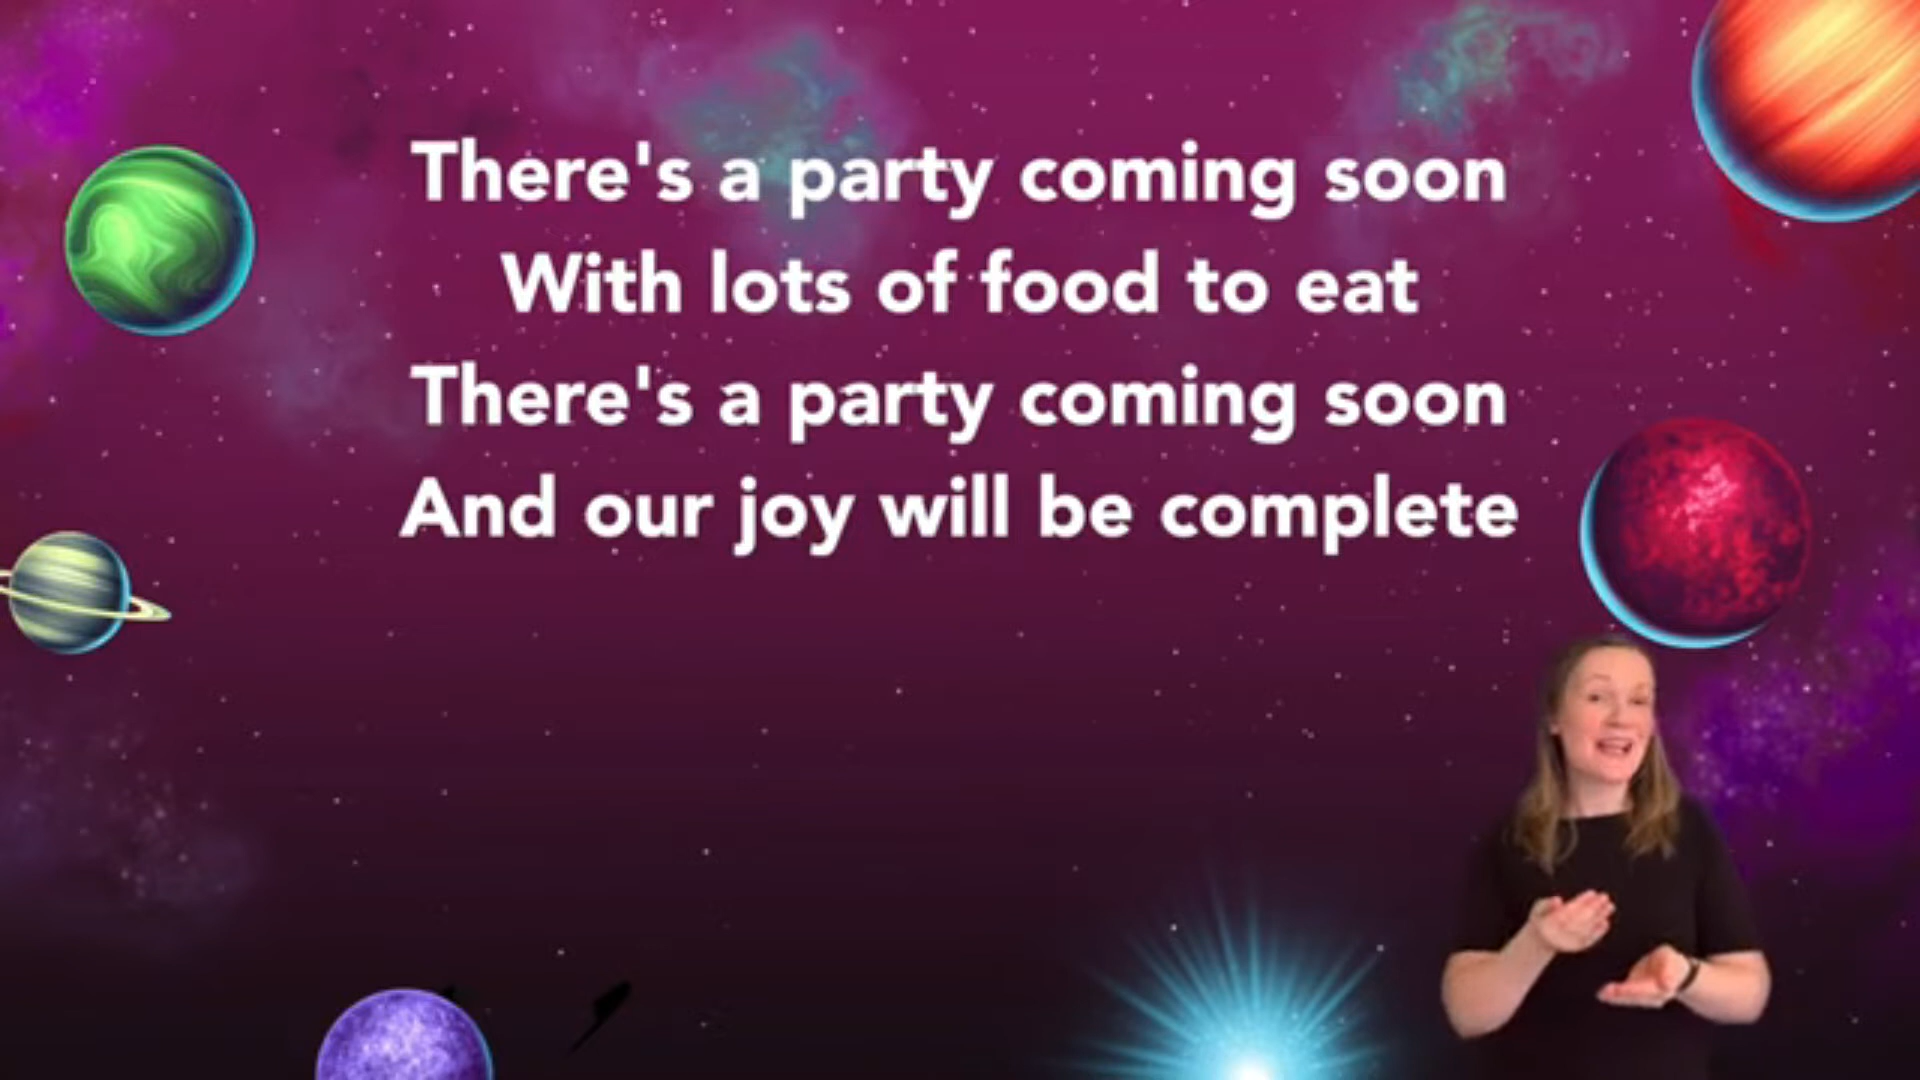 There's a party coming soon
With lots of food to eat
There's a party coming soon
And our joy will be complete